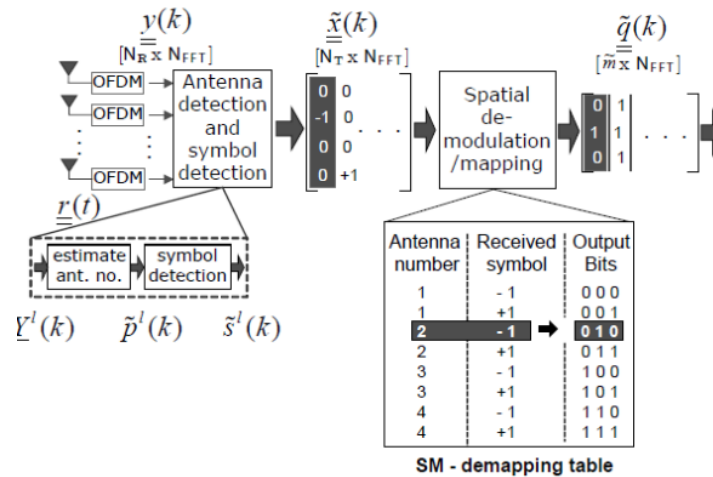 y(k)
[N_R x N_FFT]
x̃(k)
[N_T x N_FFT]
q̃(k)
[m̃ x N_FFT]
OFDM
OFDM
OFDM
Antenna
detection
and
symbol
detection
0 0
-1 0
0 0
0 +1
. . .
Spatial
de-
modulation
/mapping
0 1
1 1
0 1
. . .
r(t)
estimate
ant. no.
symbol
detection
Y^l(k) p̃^l(k) s̃^l(k)
Antenna number Received symbol Output Bits
1 - 1 0 0 0
1 +1 0 0 1
2 - 1 0 1 0
2 +1 0 1 1
3 - 1 1 0 0
3 +1 1 0 1
4 - 1 1 1 0
4 +1 1 1 1
SM - demapping table